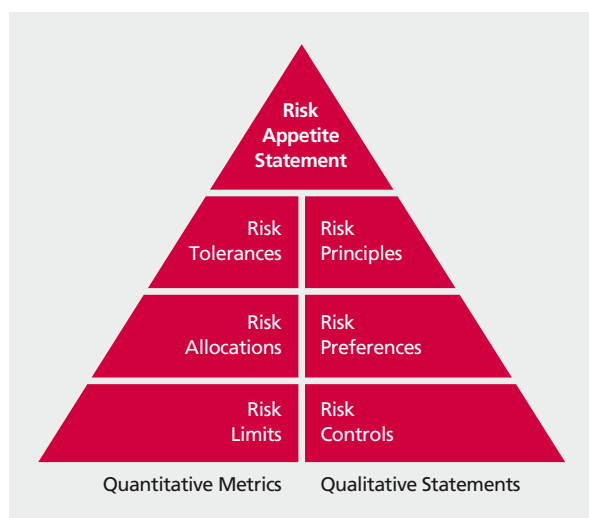 Risk
Appetite
Statement
Risk
Tolerances
Risk
Principles
Risk
Allocations
Risk
Preferences
Risk
Limits
Risk
Controls
Quantitative Metrics
Qualitative Statements